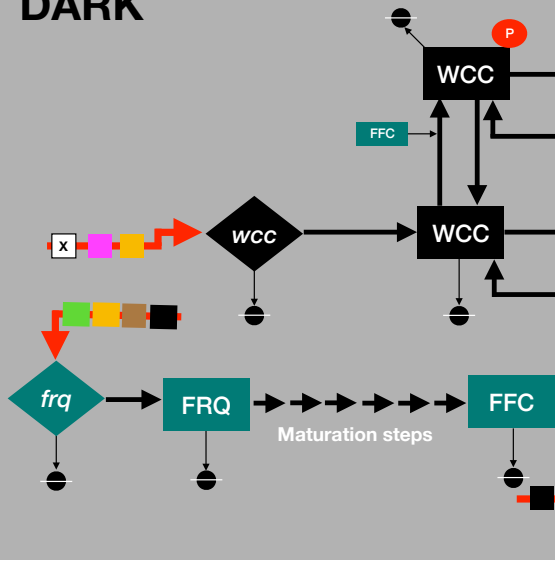 DARK
P
WCC
FFC
wcc
WCC
x
frq
FRQ
FFC
Maturation steps